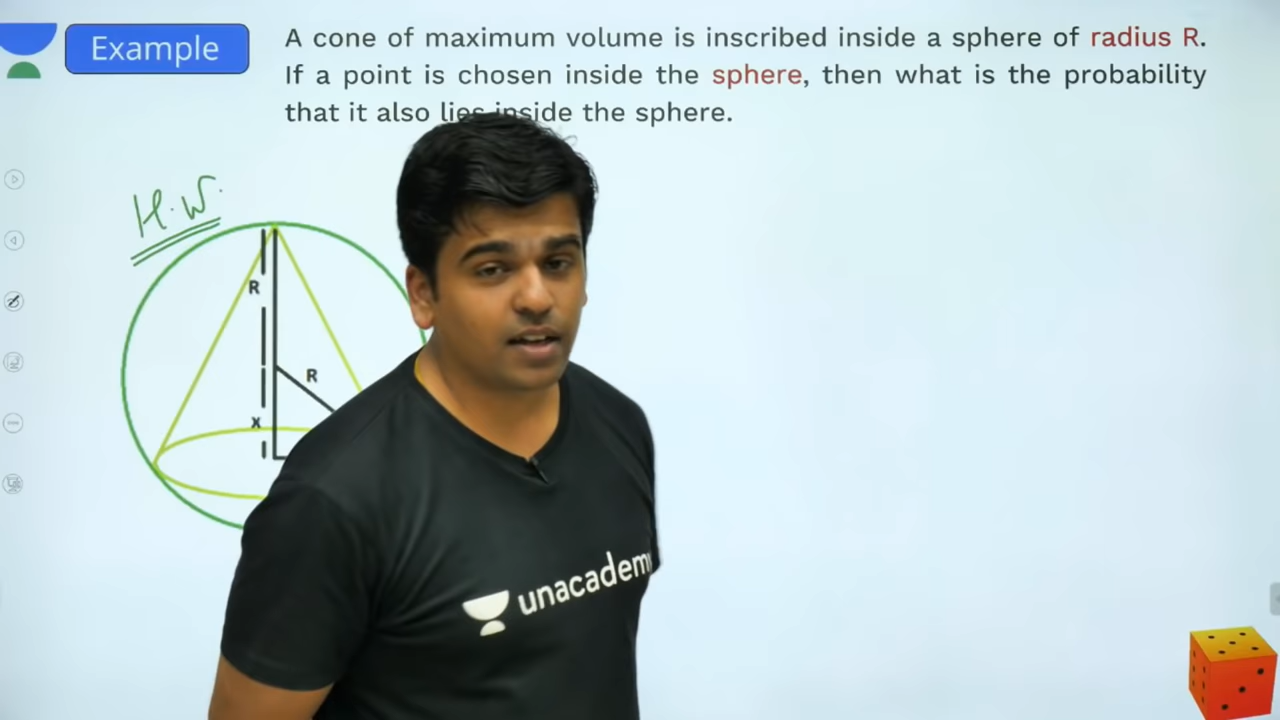 Example
A cone of maximum volume is inscribed inside a sphere of radius R.
If a point is chosen inside the sphere, then what is the probability
that it also lies inside the sphere.
H.W.
R
R
x
unacademy